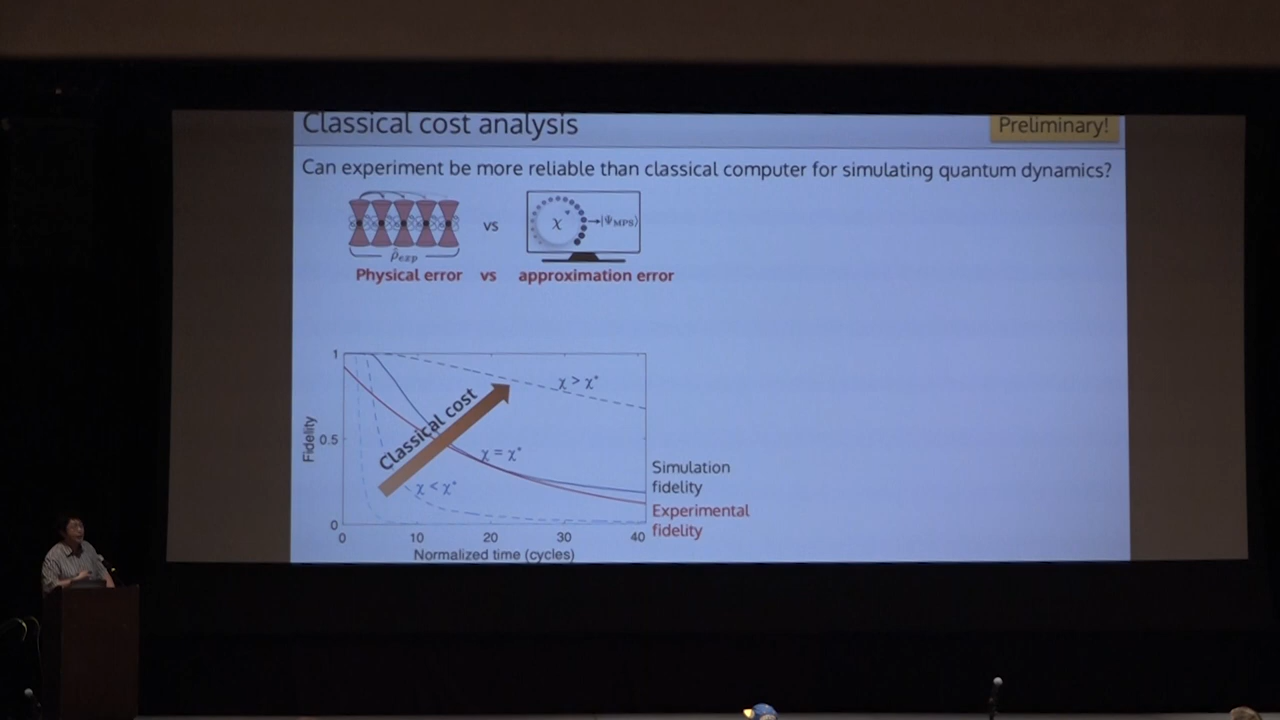 Classical cost analysis
Preliminary!
Can experiment be more reliable than classical computer for simulating quantum dynamics?
vs
χ
|Ψ_MPS⟩
ρ̂_exp
Physical error vs approximation error
1
0.5
0
Fidelity
Classical cost
χ > χ*
χ = χ*
χ < χ*
Simulation
fidelity
Experimental
fidelity
0 10 20 30 40
Normalized time (cycles)